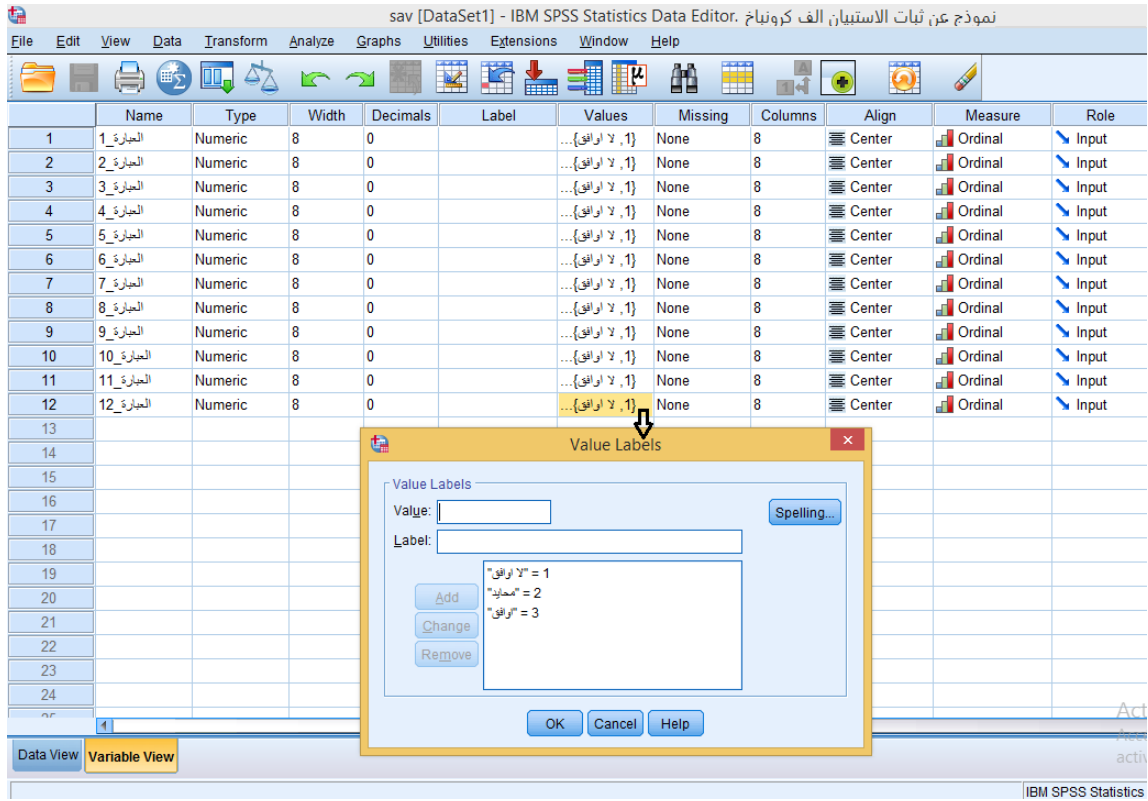 نموذج عن ثبات الاستبيان الف كرونباخ .sav [DataSet1] - IBM SPSS Statistics Data Editor
File Edit View Data Transform Analyze Graphs Utilities Extensions Window Help
Name Type Width Decimals Label Values Missing Columns Align Measure Role
1 العبارة_1 Numeric 8 0 {1, لا اوافق}... None 8 Center Ordinal Input
2 العبارة_2 Numeric 8 0 {1, لا اوافق}... None 8 Center Ordinal Input
3 العبارة_3 Numeric 8 0 {1, لا اوافق}... None 8 Center Ordinal Input
4 العبارة_4 Numeric 8 0 {1, لا اوافق}... None 8 Center Ordinal Input
5 العبارة_5 Numeric 8 0 {1, لا اوافق}... None 8 Center Ordinal Input
6 العبارة_6 Numeric 8 0 {1, لا اوافق}... None 8 Center Ordinal Input
7 العبارة_7 Numeric 8 0 {1, لا اوافق}... None 8 Center Ordinal Input
8 العبارة_8 Numeric 8 0 {1, لا اوافق}... None 8 Center Ordinal Input
9 العبارة_9 Numeric 8 0 {1, لا اوافق}... None 8 Center Ordinal Input
10 العبارة_10 Numeric 8 0 {1, لا اوافق}... None 8 Center Ordinal Input
11 العبارة_11 Numeric 8 0 {1, لا اوافق}... None 8 Center Ordinal Input
12 العبارة_12 Numeric 8 0 {1, لا اوافق}... None 8 Center Ordinal Input
13
14 Value Labels
15
16 Value Labels
Value: Spelling...
17
18 Label:
19 1 = "لا اوافق"
20 Add 2 = "محايد"
21 Change 3 = "اوافق"
22 Remove
23
24
OK Cancel Help
Data View Variable View
IBM SPSS Statistics